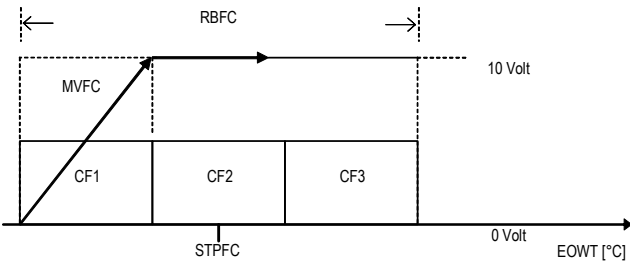 RBFC
10 Volt
MVFC
CF1
CF2
CF3
STPFC
0 Volt
EOWT [°C]